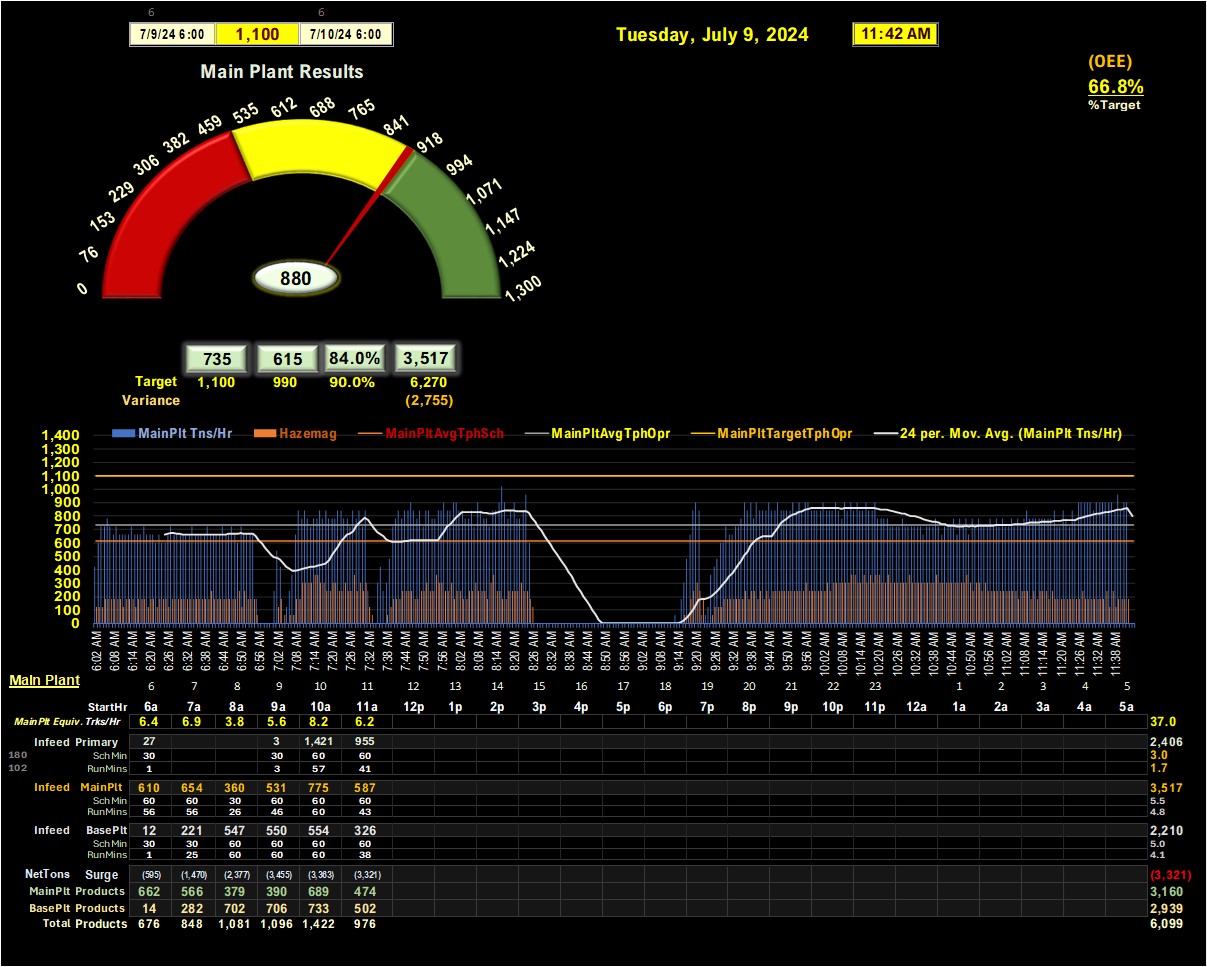 6 6
7/9/24 6:00 1,100 7/10/24 6:00
Tuesday, July 9, 2024 11:42 AM
(OEE)
66.8%
%Target
Main Plant Results
0 76 153 229 306 382 459 535 612 688 765 841 918 994 1,071 1,147 1,224 1,300
880
735 615 84.0% 3,517
Target 1,100 990 90.0% 6,270
Variance (2,755)
MainPlt Tns/Hr Hazemag MainPltAvgTphSch MainPltAvgTphOpr MainPltTargetTphOpr 24 per. Mov. Avg. (MainPlt Tns/Hr)
1,400
1,300
1,200
1,100
1,000
900
800
700
600
500
400
300
200
100
0
6:02 AM 6:08 AM 6:14 AM 6:20 AM 6:26 AM 6:32 AM 6:38 AM 6:44 AM 6:50 AM 6:56 AM 7:02 AM 7:08 AM 7:14 AM 7:20 AM 7:26 AM 7:32 AM 7:38 AM 7:44 AM 7:50 AM 7:56 AM 8:02 AM 8:08 AM 8:14 AM 8:20 AM 8:26 AM 8:32 AM 8:38 AM 8:44 AM 8:50 AM 8:56 AM 9:02 AM 9:08 AM 9:14 AM 9:20 AM 9:26 AM 9:32 AM 9:38 AM 9:44 AM 9:50 AM 9:56 AM 10:02 AM 10:08 AM 10:14 AM 10:20 AM 10:26 AM 10:32 AM 10:38 AM 10:44 AM 10:50 AM 10:56 AM 11:02 AM 11:08 AM 11:14 AM 11:20 AM 11:26 AM 11:32 AM 11:38 AM
Main Plant 6 7 8 9 10 11 12 13 14 15 16 17 18 19 20 21 22 23 1 2 3 4 5
StartHr 6a 7a 8a 9a 10a 11a 12p 1p 2p 3p 4p 5p 6p 7p 8p 9p 10p 11p 12a 1a 2a 3a 4a 5a
MainPlt Equiv. Trks/Hr 6.4 6.9 3.8 5.6 8.2 6.2 37.0
Infeed Primary 27 3 1,421 955 2,406
180 Sch Min 30 30 60 60 3.0
102 RunMins 1 3 57 41 1.7
Infeed MainPlt 610 654 360 531 775 587 3,517
Sch Min 60 60 30 60 60 60 5.5
RunMins 56 56 26 46 60 43 4.8
Infeed BasePlt 12 221 547 550 554 326 2,210
Sch Min 30 30 60 60 60 60 5.0
RunMins 1 25 60 60 60 38 4.1
NetTons Surge (595) (1,470) (2,377) (3,455) (3,363) (3,321) (3,321)
MainPlt Products 662 566 379 390 689 474 3,160
BasePlt Products 14 282 702 706 733 502 2,939
Total Products 676 848 1,081 1,096 1,422 976 6,099